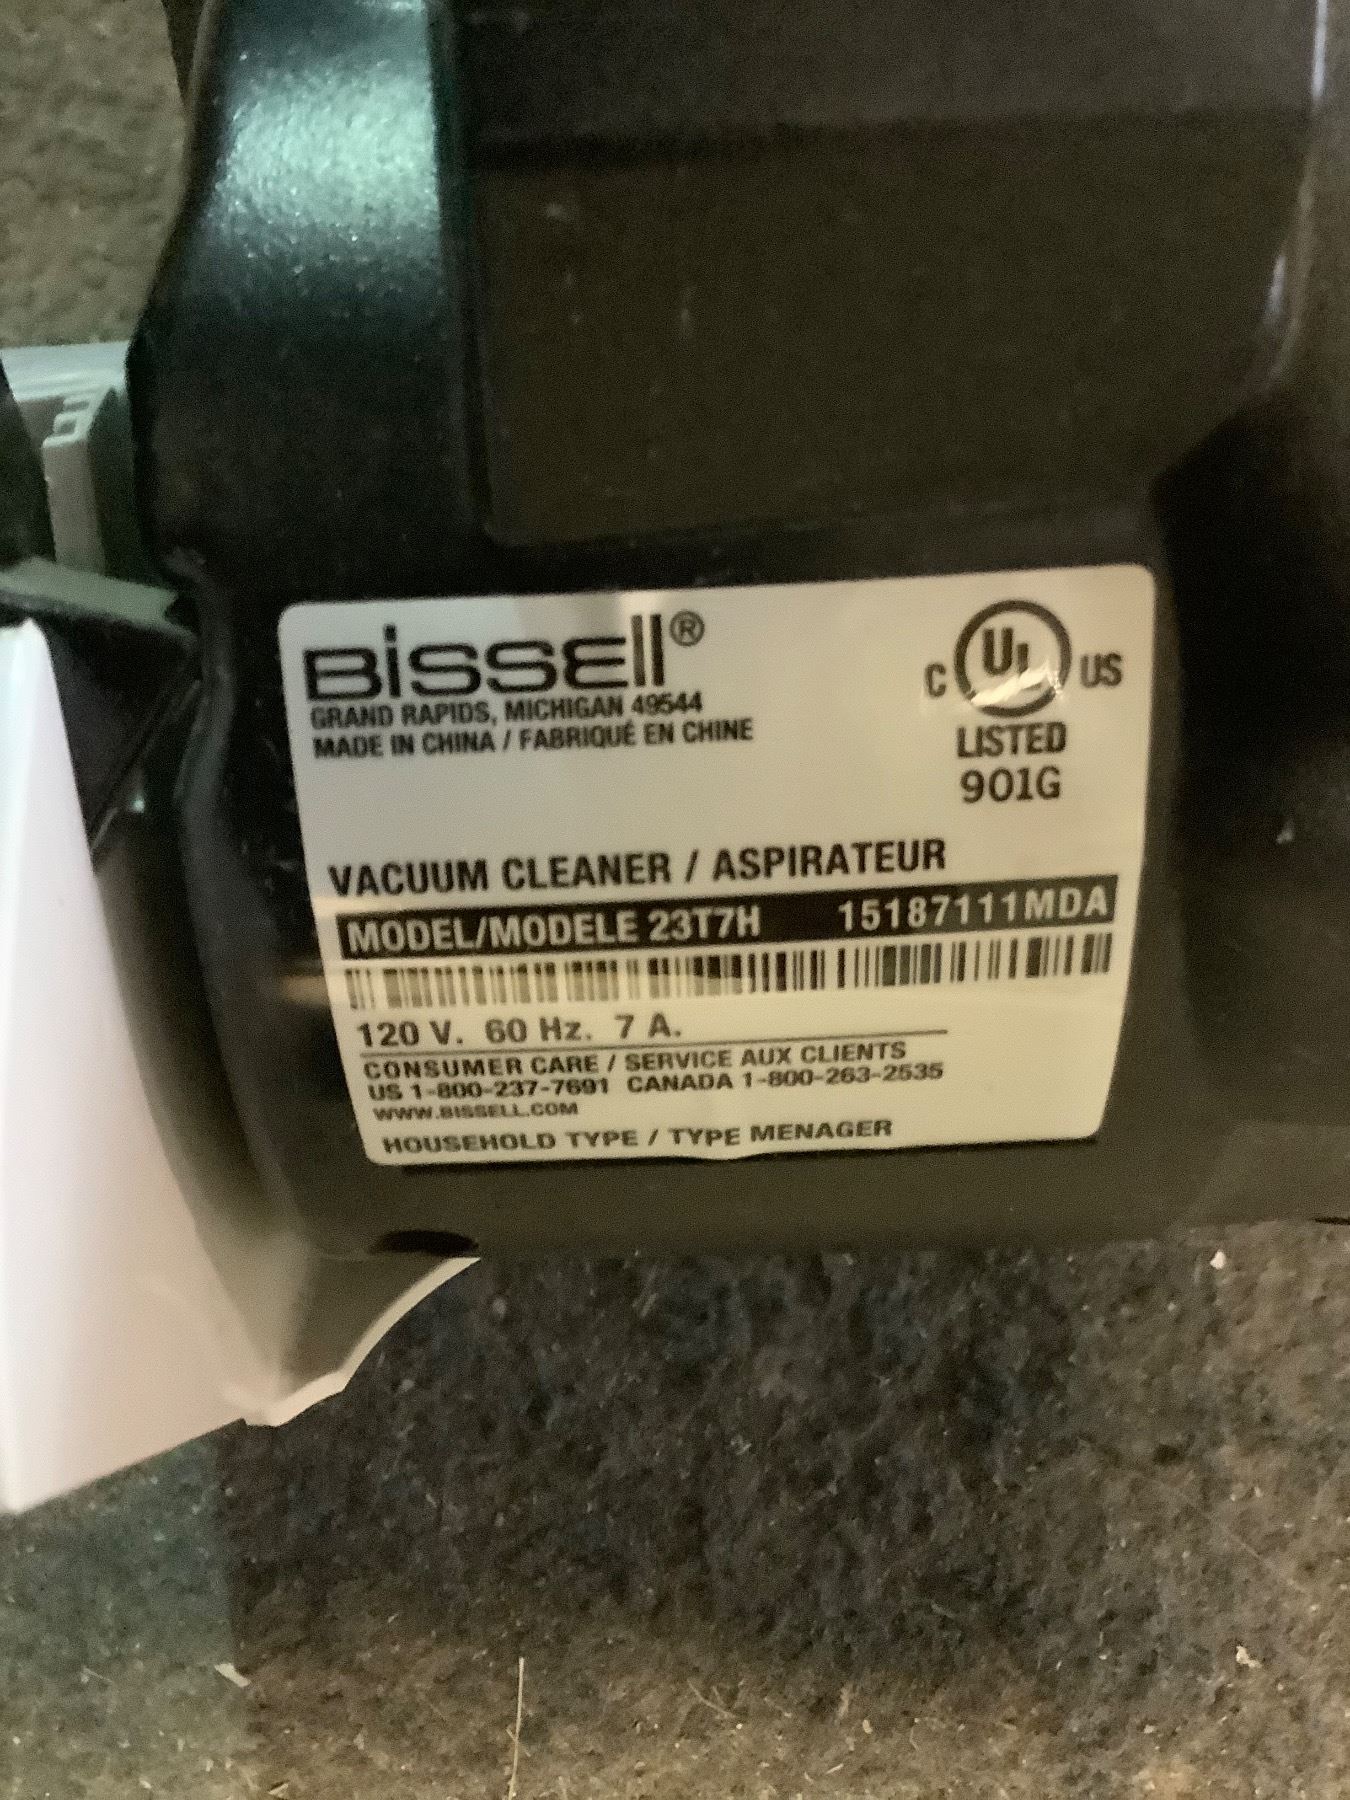 BISSELL®
GRAND RAPIDS, MICHIGAN 49544
MADE IN CHINA / FABRIQUÉ EN CHINE
C UL US
LISTED
901G
VACUUM CLEANER / ASPIRATEUR
MODEL/MODELE 23T7H 15187111MDA
120 V. 60 Hz. 7 A.
CONSUMER CARE / SERVICE AUX CLIENTS
US 1-800-237-7691 CANADA 1-800-263-2535
WWW.BISSELL.COM
HOUSEHOLD TYPE / TYPE MENAGER